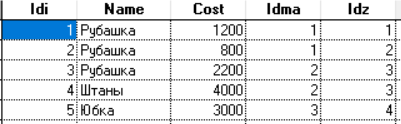 Idi Name Cost Idma Idz
1 Рубашка 1200 1 1
2 Рубашка 800 1 2
3 Рубашка 2200 2 3
4 Штаны 4000 2 3
5 Юбка 3000 3 4